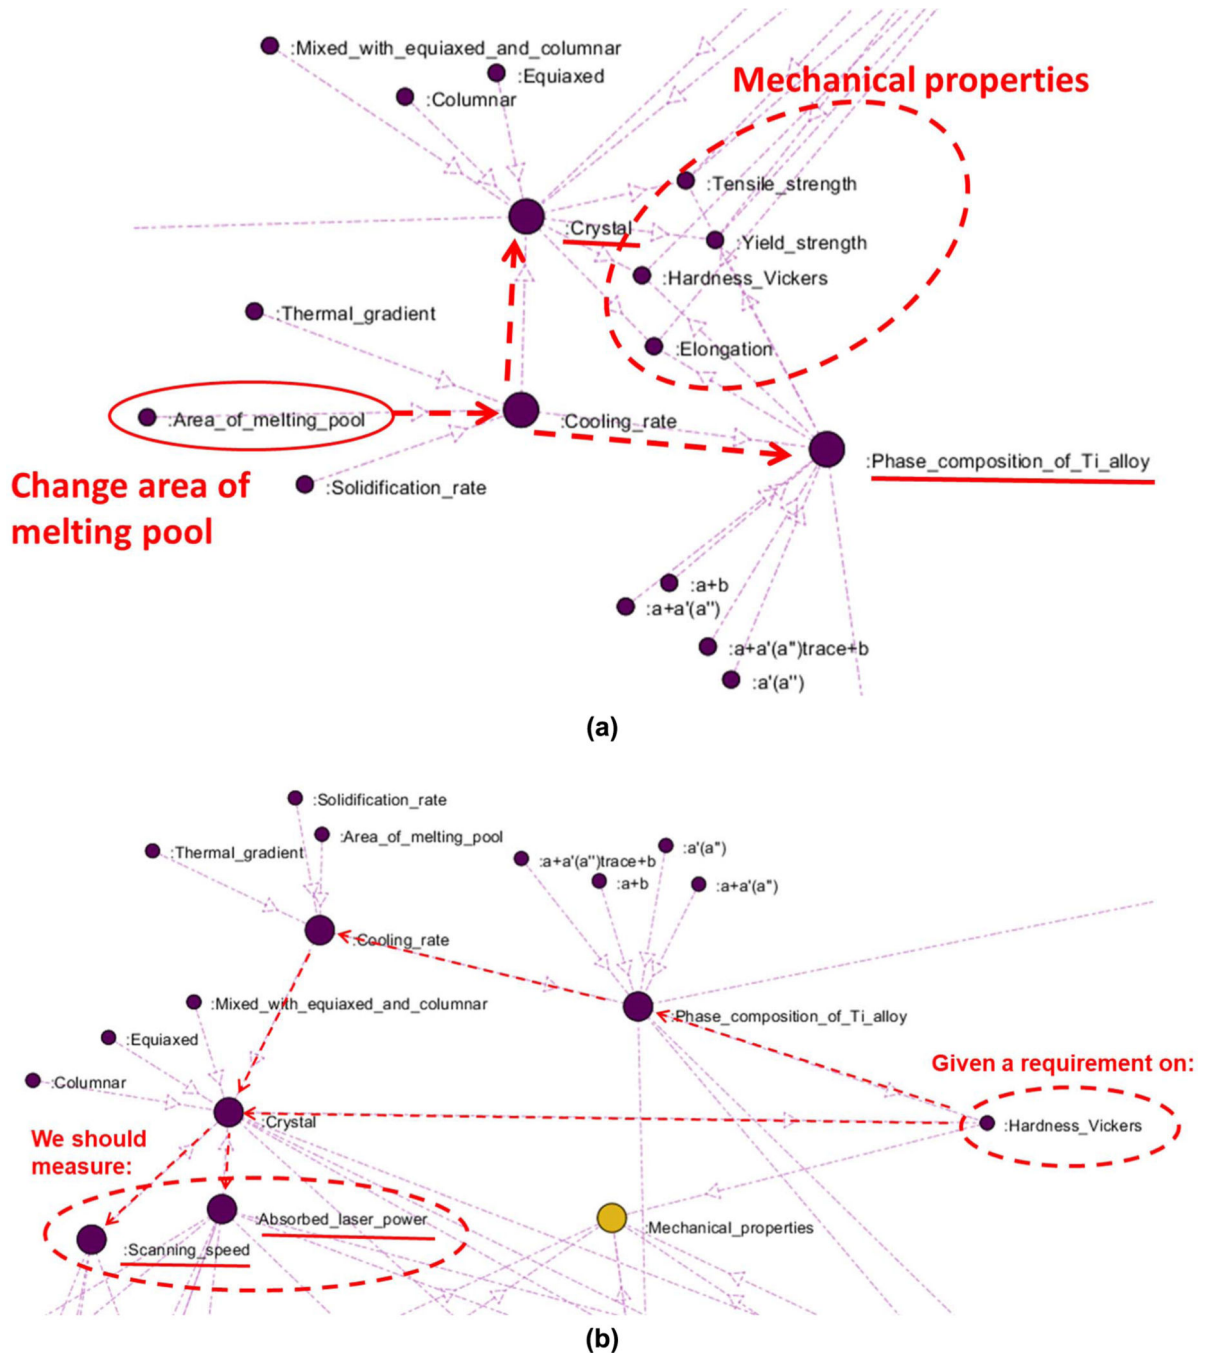 :Mixed_with_equiaxed_and_columnar
:Equiaxed
:Columnar
Mechanical properties
:Tensile_strength
:Crystal
:Yield_strength
:Hardness_Vickers
:Thermal_gradient
:Elongation
:Area_of_melting_pool
:Cooling_rate
:Phase_composition_of_Ti_alloy
Change area of
melting pool
:Solidification_rate
:a+b
:a+a'(a'')
:a+a'(a'')trace+b
:a'(a'')
(a)
:Solidification_rate
:Area_of_melting_pool
:Thermal_gradient
:a+a'(a'')trace+b
:a'(a'')
:a+b
:a+a'(a'')
:Cooling_rate
:Mixed_with_equiaxed_and_columnar
:Phase_composition_of_Ti_alloy
:Equiaxed
Given a requirement on:
:Columnar
:Crystal
:Hardness_Vickers
We should
measure:
:Absorbed_laser_power
:Mechanical_properties
:Scanning_speed
(b)